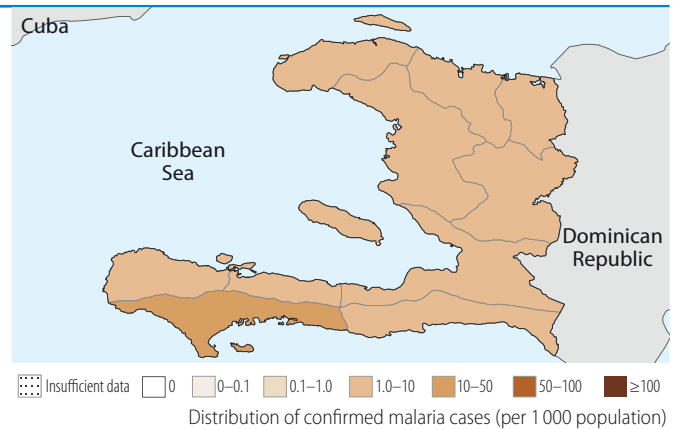 Cuba
Caribbean
Sea
Dominican
Republic
Insufficient data 0 0–0.1 0.1–1.0 1.0–10 10–50 50–100 ≥100
Distribution of confirmed malaria cases (per 1 000 population)